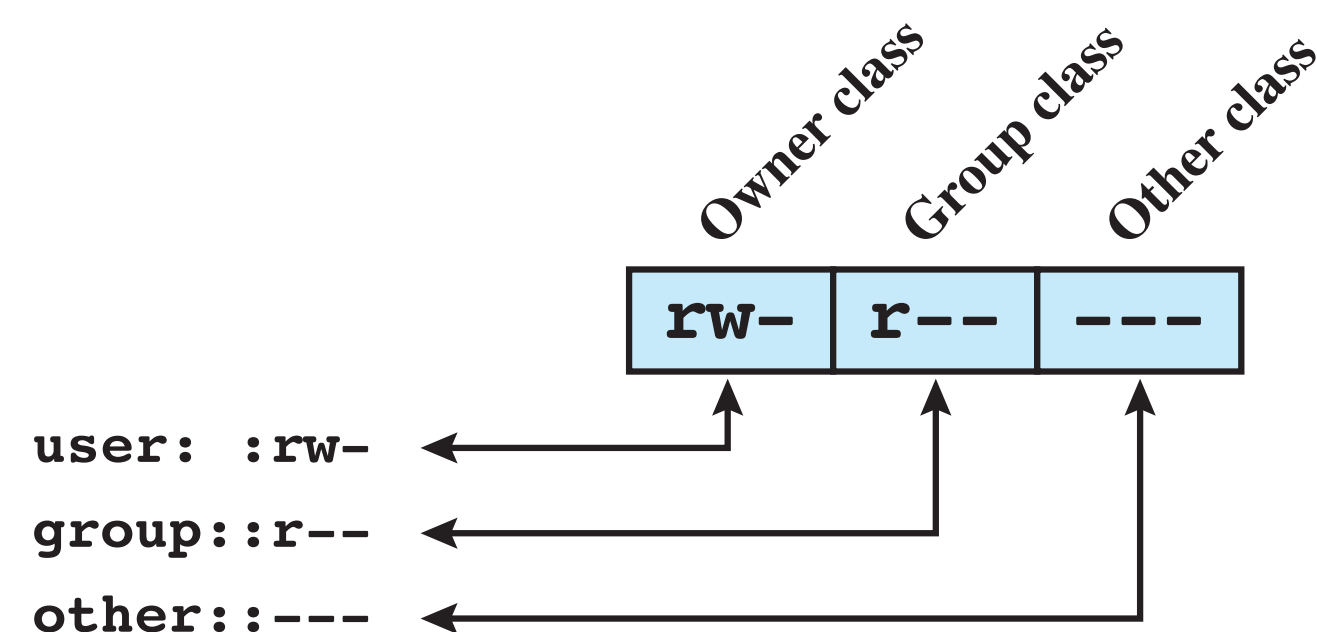 Owner class
Group class
Other class
rw- r-- ---
user: :rw-
group::r--
other::---